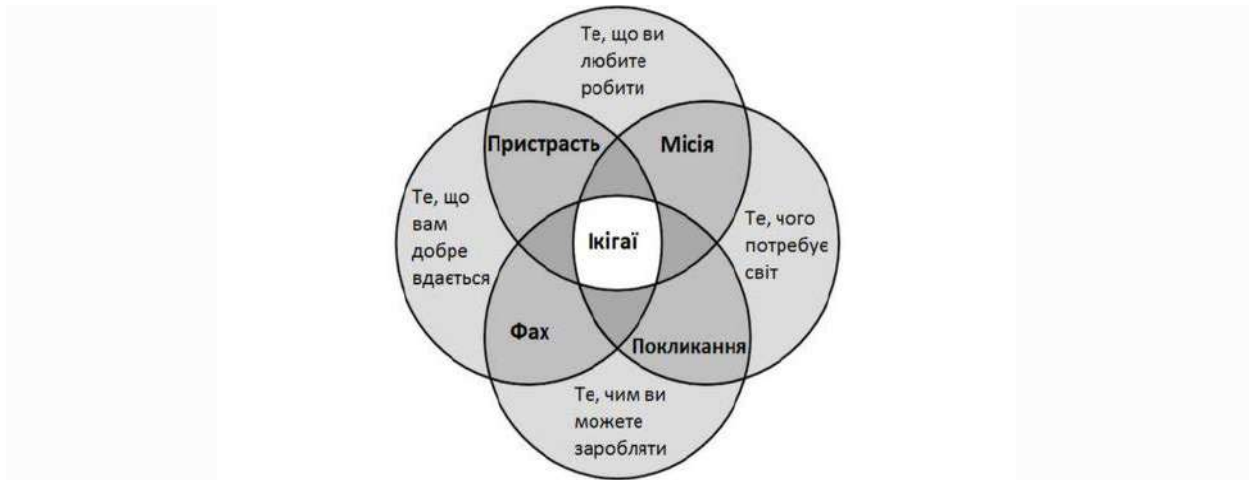 Те, що ви
любите
робити
Пристрасть
Місія
Те, що
вам
добре
вдається
Ікігаї
Те, чого
потребує
світ
Фах
Покликання
Те, чим ви
можете
заробляти